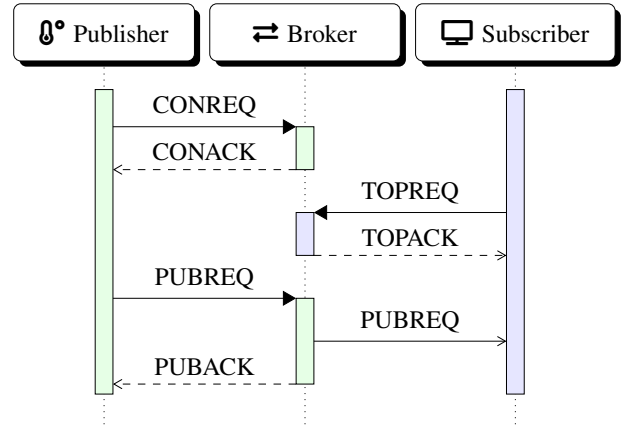 Publisher
Broker
Subscriber
CONREQ
CONACK
TOPREQ
TOPACK
PUBREQ
PUBREQ
PUBACK